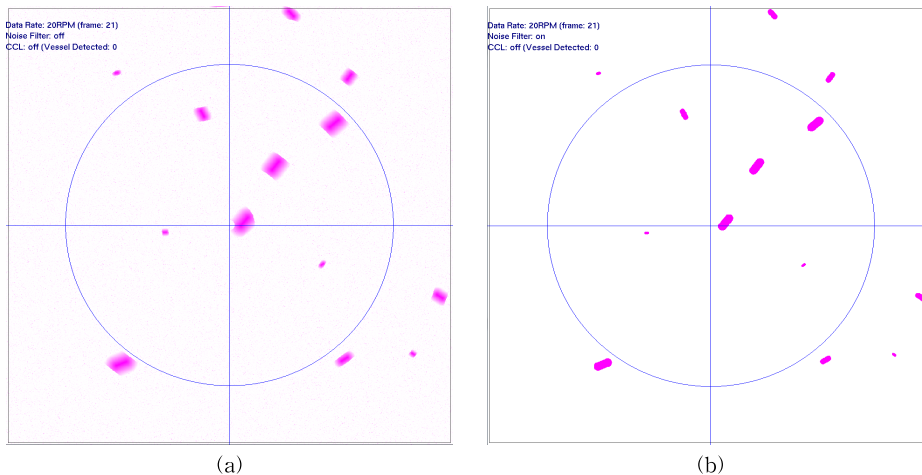 Data Rate: 20RPM (frame: 21)
Noise Filter: off
CCL: off (Vessel Detected: 0
(a)
Data Rate: 20RPM (frame: 21)
Noise Filter: on
CCL: off (Vessel Detected: 0
(b)